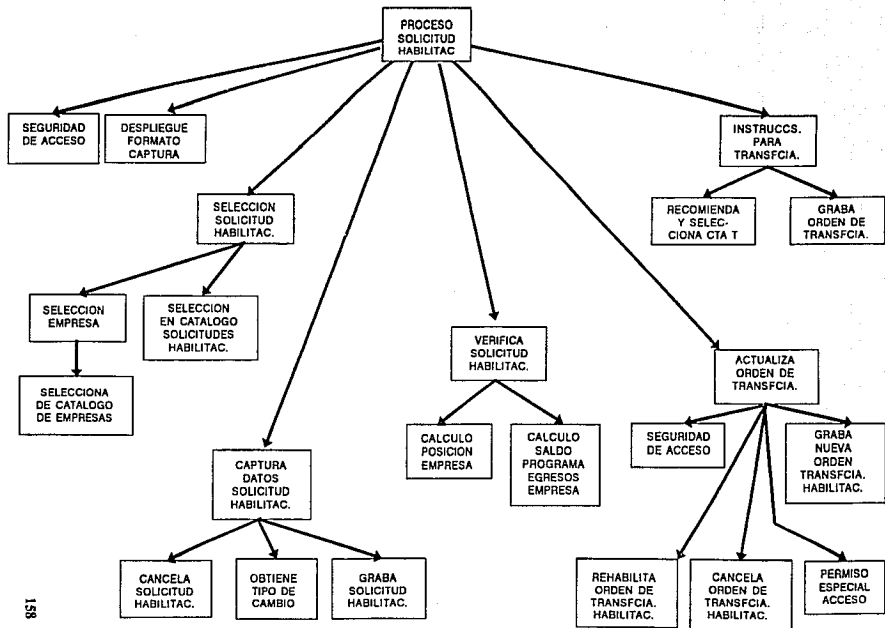 PROCESO
SOLICITUD
HABILITAC
SEGURIDAD
DE ACCESO
DESPLIEGUE
FORMATO
CAPTURA
INSTRUCCS.
PARA
TRANSFCIA.
SELECCION
SOLICITUD
HABILITAC.
RECOMIENDA
Y SELEC-
CIONA CTA T
GRABA
ORDEN DE
TRANSFCIA.
SELECCION
EMPRESA
SELECCION
EN CATALOGO
SOLICITUDES
HABILITAC.
VERIFICA
SOLICITUD
HABILITAC.
ACTUALIZA
ORDEN DE
TRANSFCIA.
SELECCIONA
DE CATALOGO
DE EMPRESAS
CALCULO
POSICION
EMPRESA
CALCULO
SALDO
PROGRAMA
EGRESOS
EMPRESA
SEGURIDAD
DE ACCESO
GRABA
NUEVA
ORDEN
TRANSFCIA.
HABILITAC.
CAPTURA
DATOS
SOLICITUD
HABILITAC.
CANCELA
SOLICITUD
HABILITAC.
OBTIENE
TIPO DE
CAMBIO
GRABA
SOLICITUD
HABILITAC.
REHABILITA
ORDEN DE
TRANSFCIA.
HABILITAC.
CANCELA
ORDEN DE
TRANSFCIA.
HABILITAC.
PERMISO
ESPECIAL
ACCESO
158